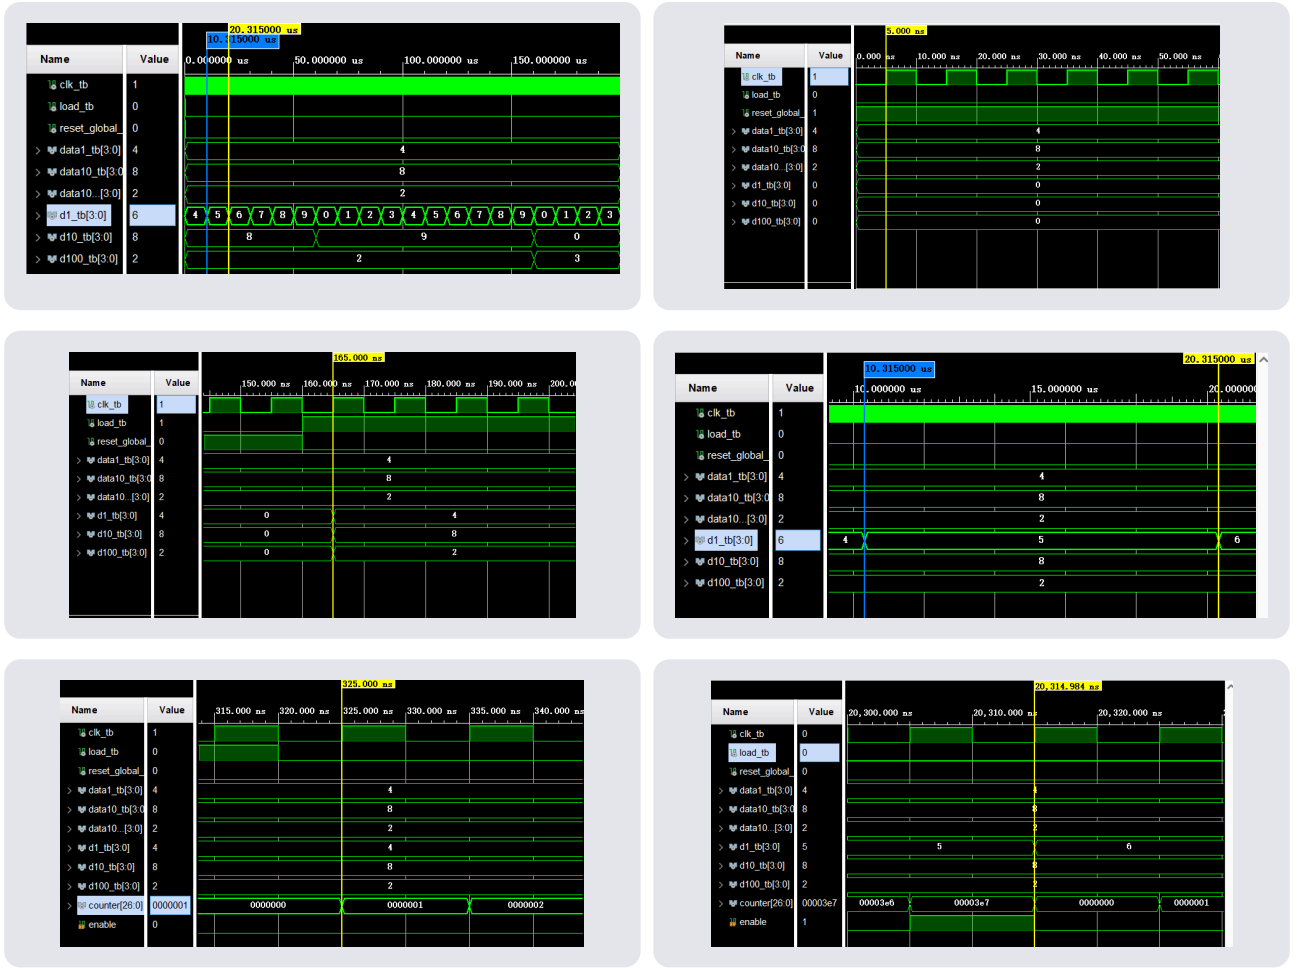 20.315000 us
10.315000 us
Name Value 0.000000 us 50.000000 us 100.000000 us 150.000000 us
clk_tb 1
load_tb 0
reset_global_ 0
data1_tb[3:0] 4 4
data10_tb[3:0 8 8
data10...[3:0] 2 2
d1_tb[3:0] 6 4 5 6 7 8 9 0 1 2 3 4 5 6 7 8 9 0 1 2 3
d10_tb[3:0] 8 8 9 0
d100_tb[3:0] 2 2 3
5.000 ns
Name Value 0.000 ns 10.000 ns 20.000 ns 30.000 ns 40.000 ns 50.000 ns
clk_tb 1
load_tb 0
reset_global_ 1
data1_tb[3:0] 4 4
data10_tb[3:0 8 8
data10...[3:0] 2 2
d1_tb[3:0] 0 0
d10_tb[3:0] 0 0
d100_tb[3:0] 0 0
165.000 ns
Name Value 150.000 ns 160.000 ns 170.000 ns 180.000 ns 190.000 ns 200.0
clk_tb 1
load_tb 1
reset_global_ 0
data1_tb[3:0] 4 4
data10_tb[3:0 8 8
data10...[3:0] 2 2
d1_tb[3:0] 4 0 4
d10_tb[3:0] 8 0 8
d100_tb[3:0] 2 0 2
20.315000 us
10.315000 us
Name Value 10.000000 us 15.000000 us 20.00000
clk_tb 1
load_tb 0
reset_global_ 0
data1_tb[3:0] 4 4
data10_tb[3:0 8 8
data10...[3:0] 2 2
d1_tb[3:0] 6 4 5 6
d10_tb[3:0] 8 8
d100_tb[3:0] 2 2
325.000 ns
Name Value 315.000 ns 320.000 ns 325.000 ns 330.000 ns 335.000 ns 340.000 ns
clk_tb 1
load_tb 0
reset_global_ 0
data1_tb[3:0] 4 4
data10_tb[3:0 8 8
data10...[3:0] 2 2
d1_tb[3:0] 4 4
d10_tb[3:0] 8 8
d100_tb[3:0] 2 2
counter[26:0] 0000001 0000000 0000001 0000002
enable 0
20,314.984 ns
Name Value 20,300.000 ns 20,310.000 ns 20,320.000 ns
clk_tb 0
load_tb 0
reset_global_ 0
data1_tb[3:0] 4 4
data10_tb[3:0 8 8
data10...[3:0] 2 2
d1_tb[3:0] 5 5 6
d10_tb[3:0] 8 8
d100_tb[3:0] 2 2
counter[26:0] 00003e7 00003e6 00003e7 0000000 0000001
enable 1